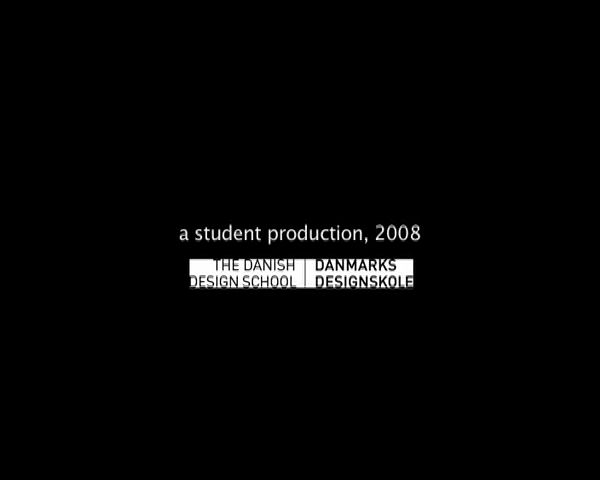 a student production, 2008
THE DANISH DESIGN SCHOOL
DANMARKS DESIGNSKOLE